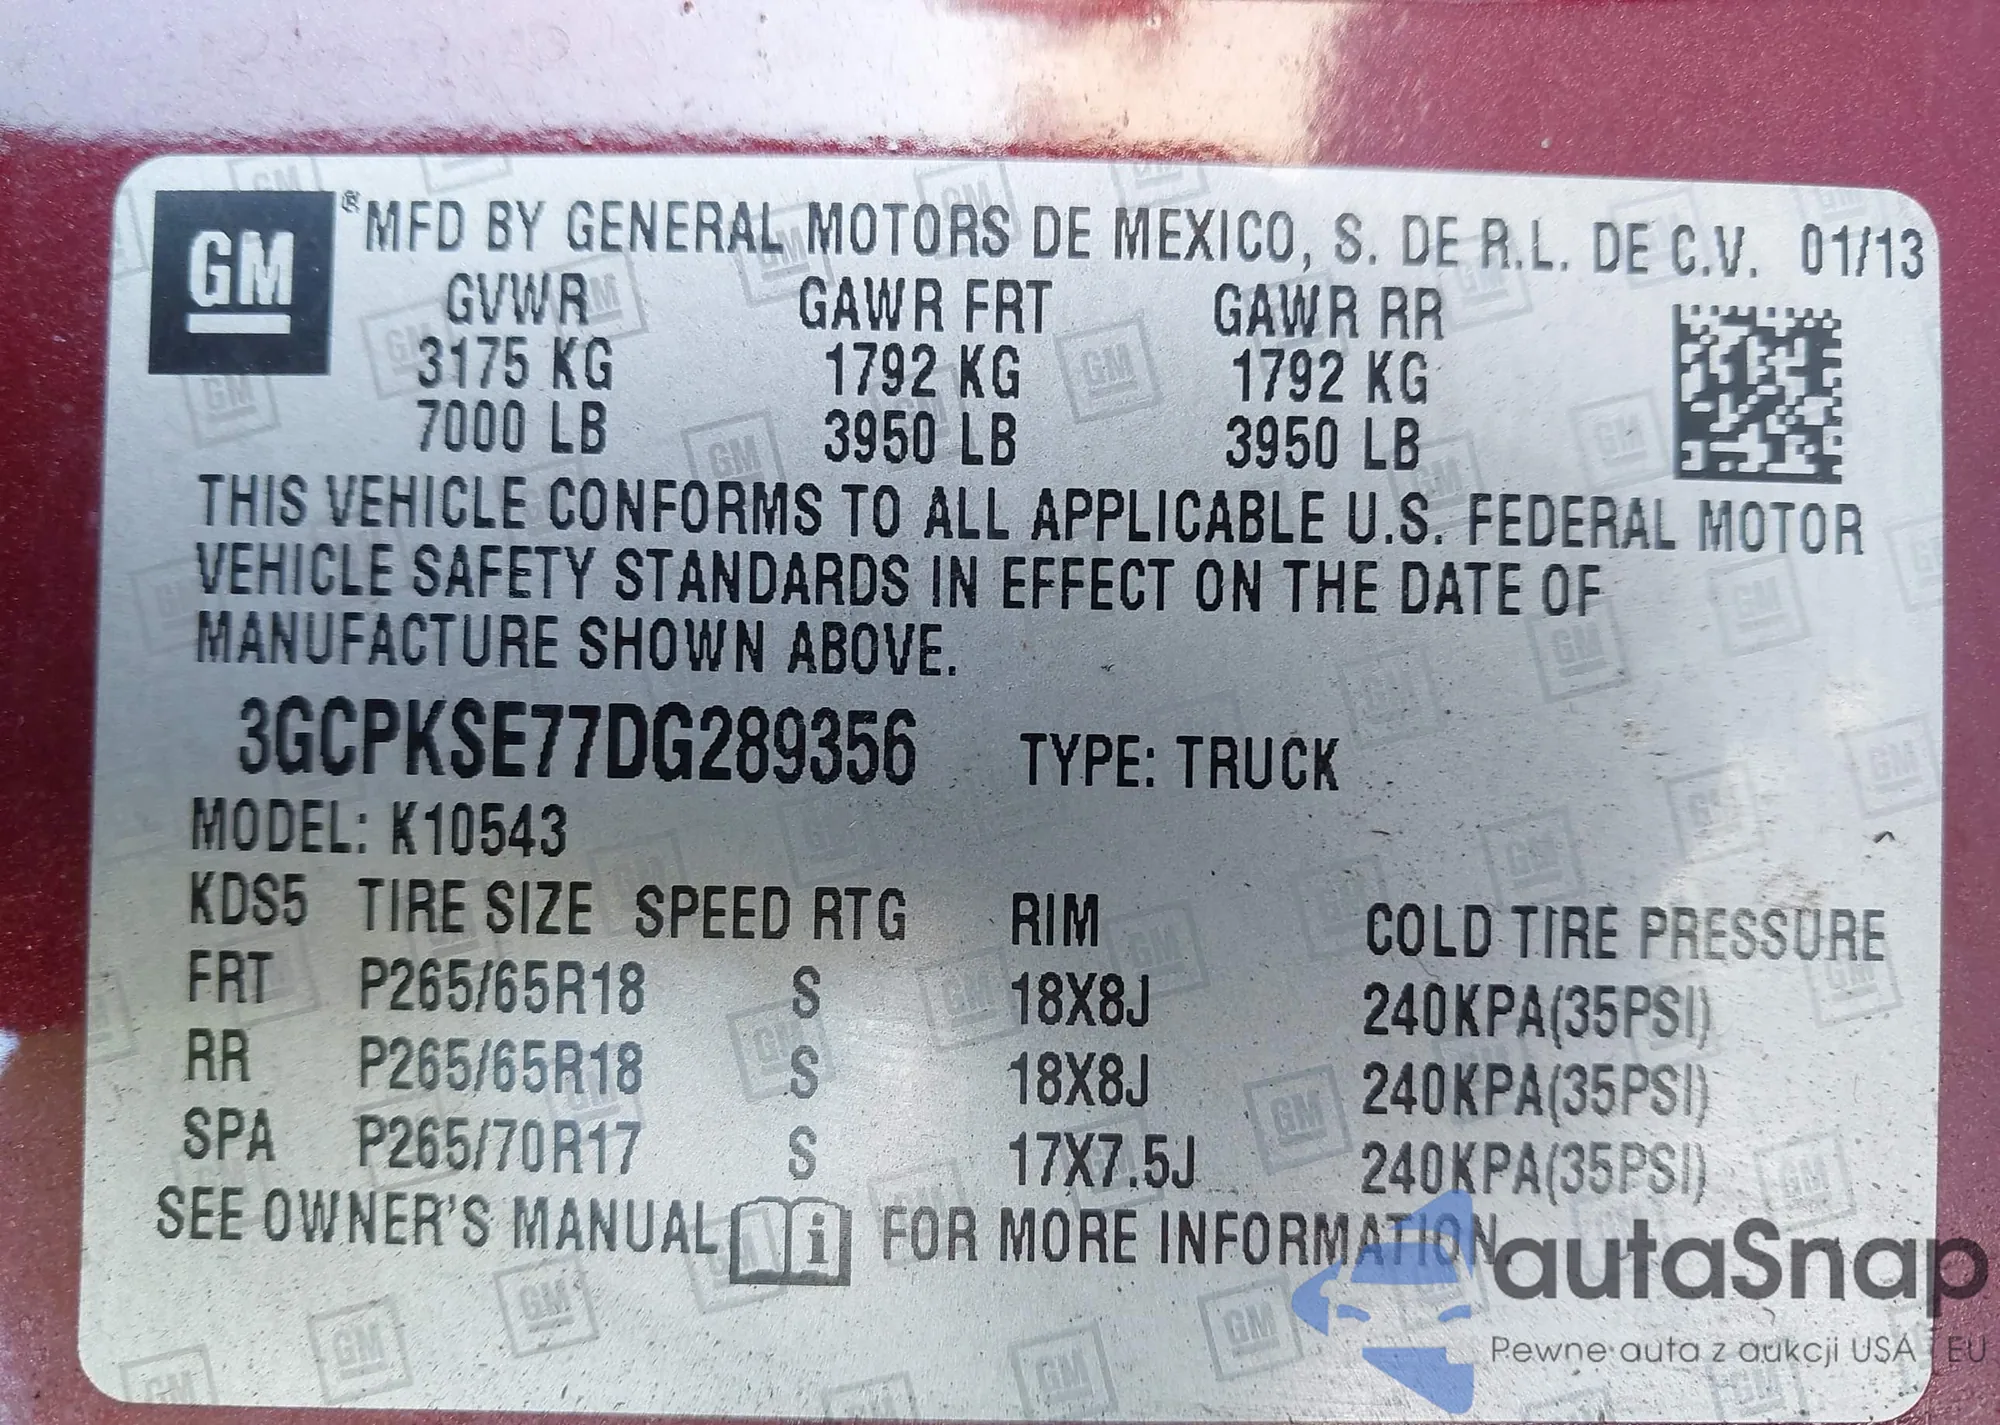 GM ® MFD BY GENERAL MOTORS DE MEXICO, S. DE R.L. DE C.V. 01/13
GVWR GAWR FRT GAWR RR
3175 KG 1792 KG 1792 KG
7000 LB 3950 LB 3950 LB
THIS VEHICLE CONFORMS TO ALL APPLICABLE U.S. FEDERAL MOTOR
VEHICLE SAFETY STANDARDS IN EFFECT ON THE DATE OF
MANUFACTURE SHOWN ABOVE.
3GCPKSE77DG289356 TYPE: TRUCK
MODEL: K10543
KDS5 TIRE SIZE SPEED RTG RIM COLD TIRE PRESSURE
FRT P265/65R18 S 18X8J 240KPA(35PSI)
RR P265/65R18 S 18X8J 240KPA(35PSI)
SPA P265/70R17 S 17X7.5J 240KPA(35PSI)
SEE OWNER'S MANUAL i FOR MORE INFORMATION.
autaSnap
Pewne auta z aukcji USA i EU